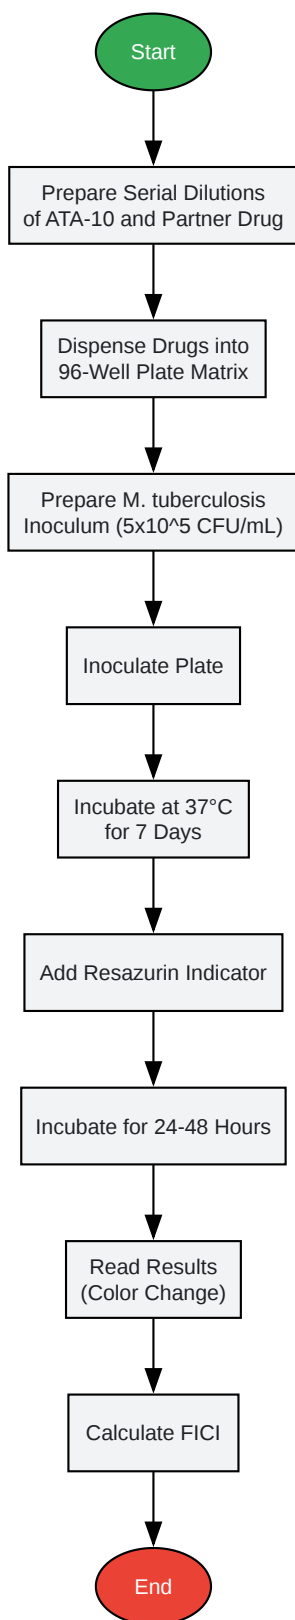 Start
Prepare Serial Dilutions
of ATA-10 and Partner Drug
Dispense Drugs into
96-Well Plate Matrix
Prepare M. tuberculosis
Inoculum (5x10^5 CFU/mL)
Inoculate Plate
Incubate at 37°C
for 7 Days
Add Resazurin Indicator
Incubate for 24-48 Hours
Read Results
(Color Change)
Calculate FICI
End